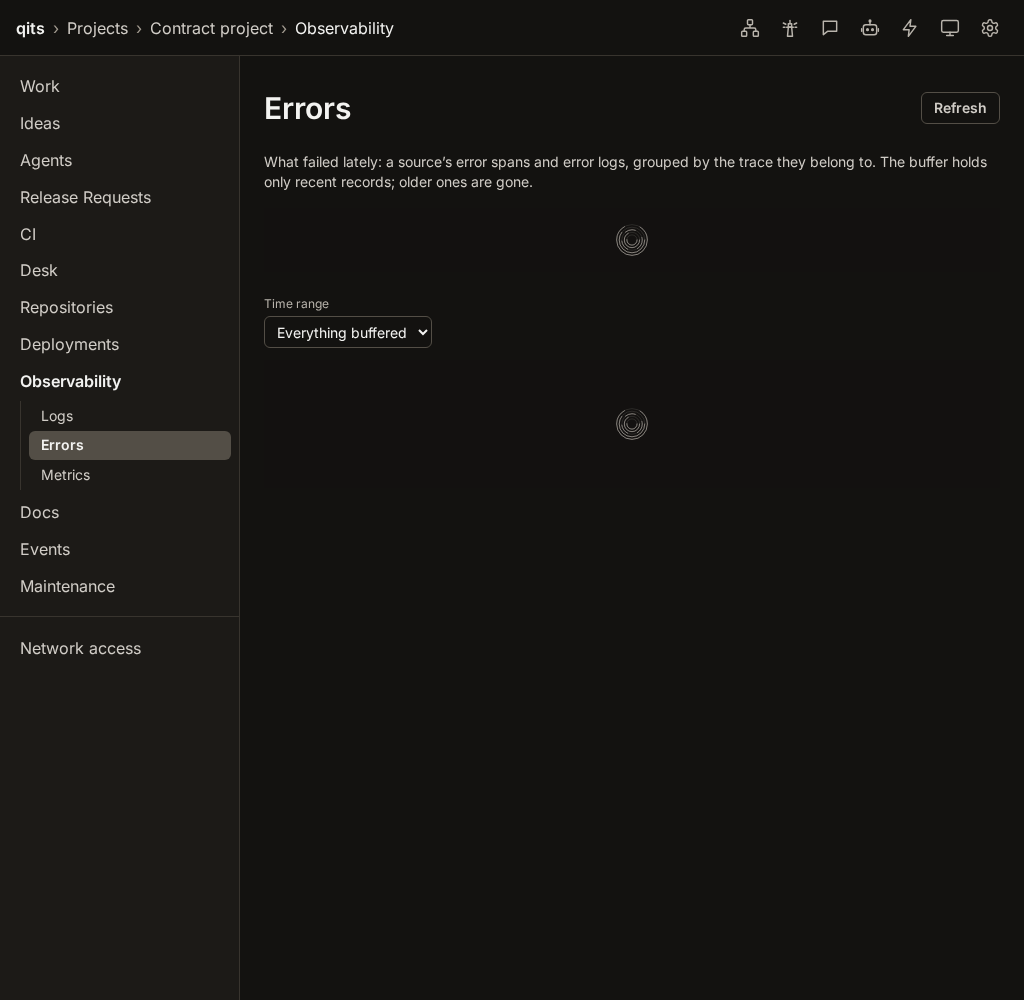 qits › Projects › Contract project › Observability
Work
Ideas
Agents
Release Requests
CI
Desk
Repositories
Deployments
Observability
Logs
Errors
Metrics
Docs
Events
Maintenance
Network access
Errors
Refresh
What failed lately: a source’s error spans and error logs, grouped by the trace they belong to. The buffer holds
only recent records; older ones are gone.
Time range
Everything buffered